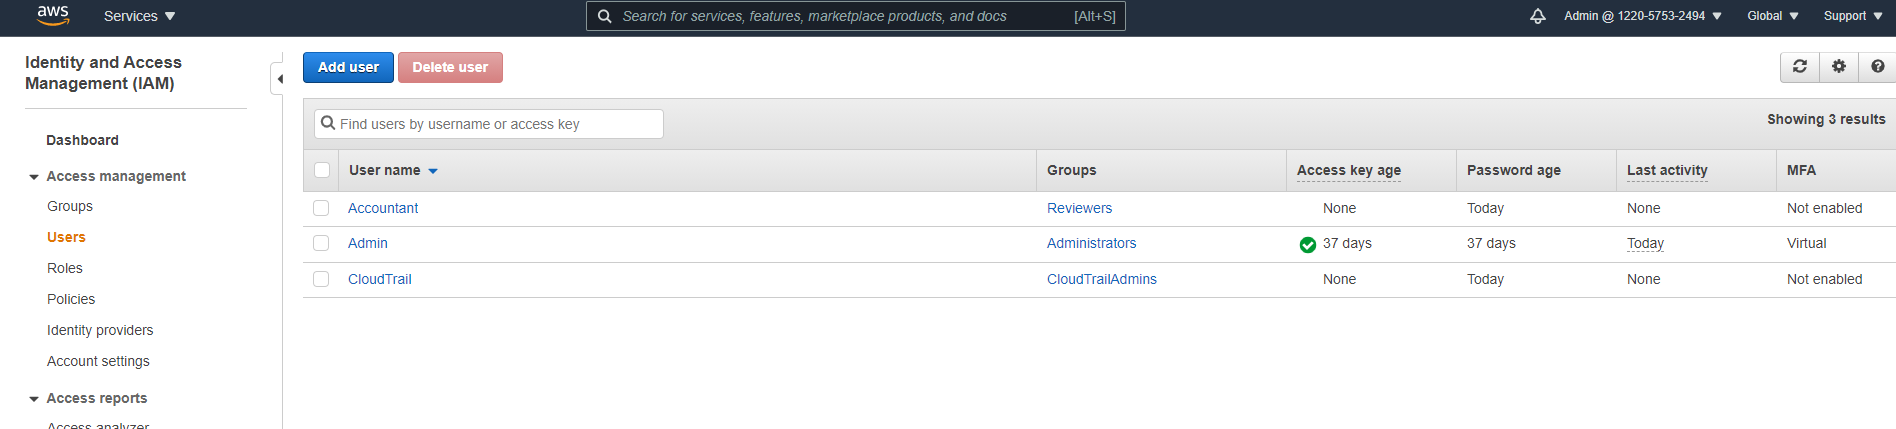 aws Services Search for services, features, marketplace products, and docs [Alt+S] Admin @ 1220-5753-2494 Global Support
Identity and Access
Management (IAM)
Dashboard
Access management
Groups
Users
Roles
Policies
Identity providers
Account settings
Access reports
Access analyzer
Add user Delete user
Find users by username or access key
Showing 3 results
User name Groups Access key age Password age Last activity MFA
Accountant Reviewers None Today None Not enabled
Admin Administrators 37 days 37 days Today Virtual
CloudTrail CloudTrailAdmins None Today None Not enabled